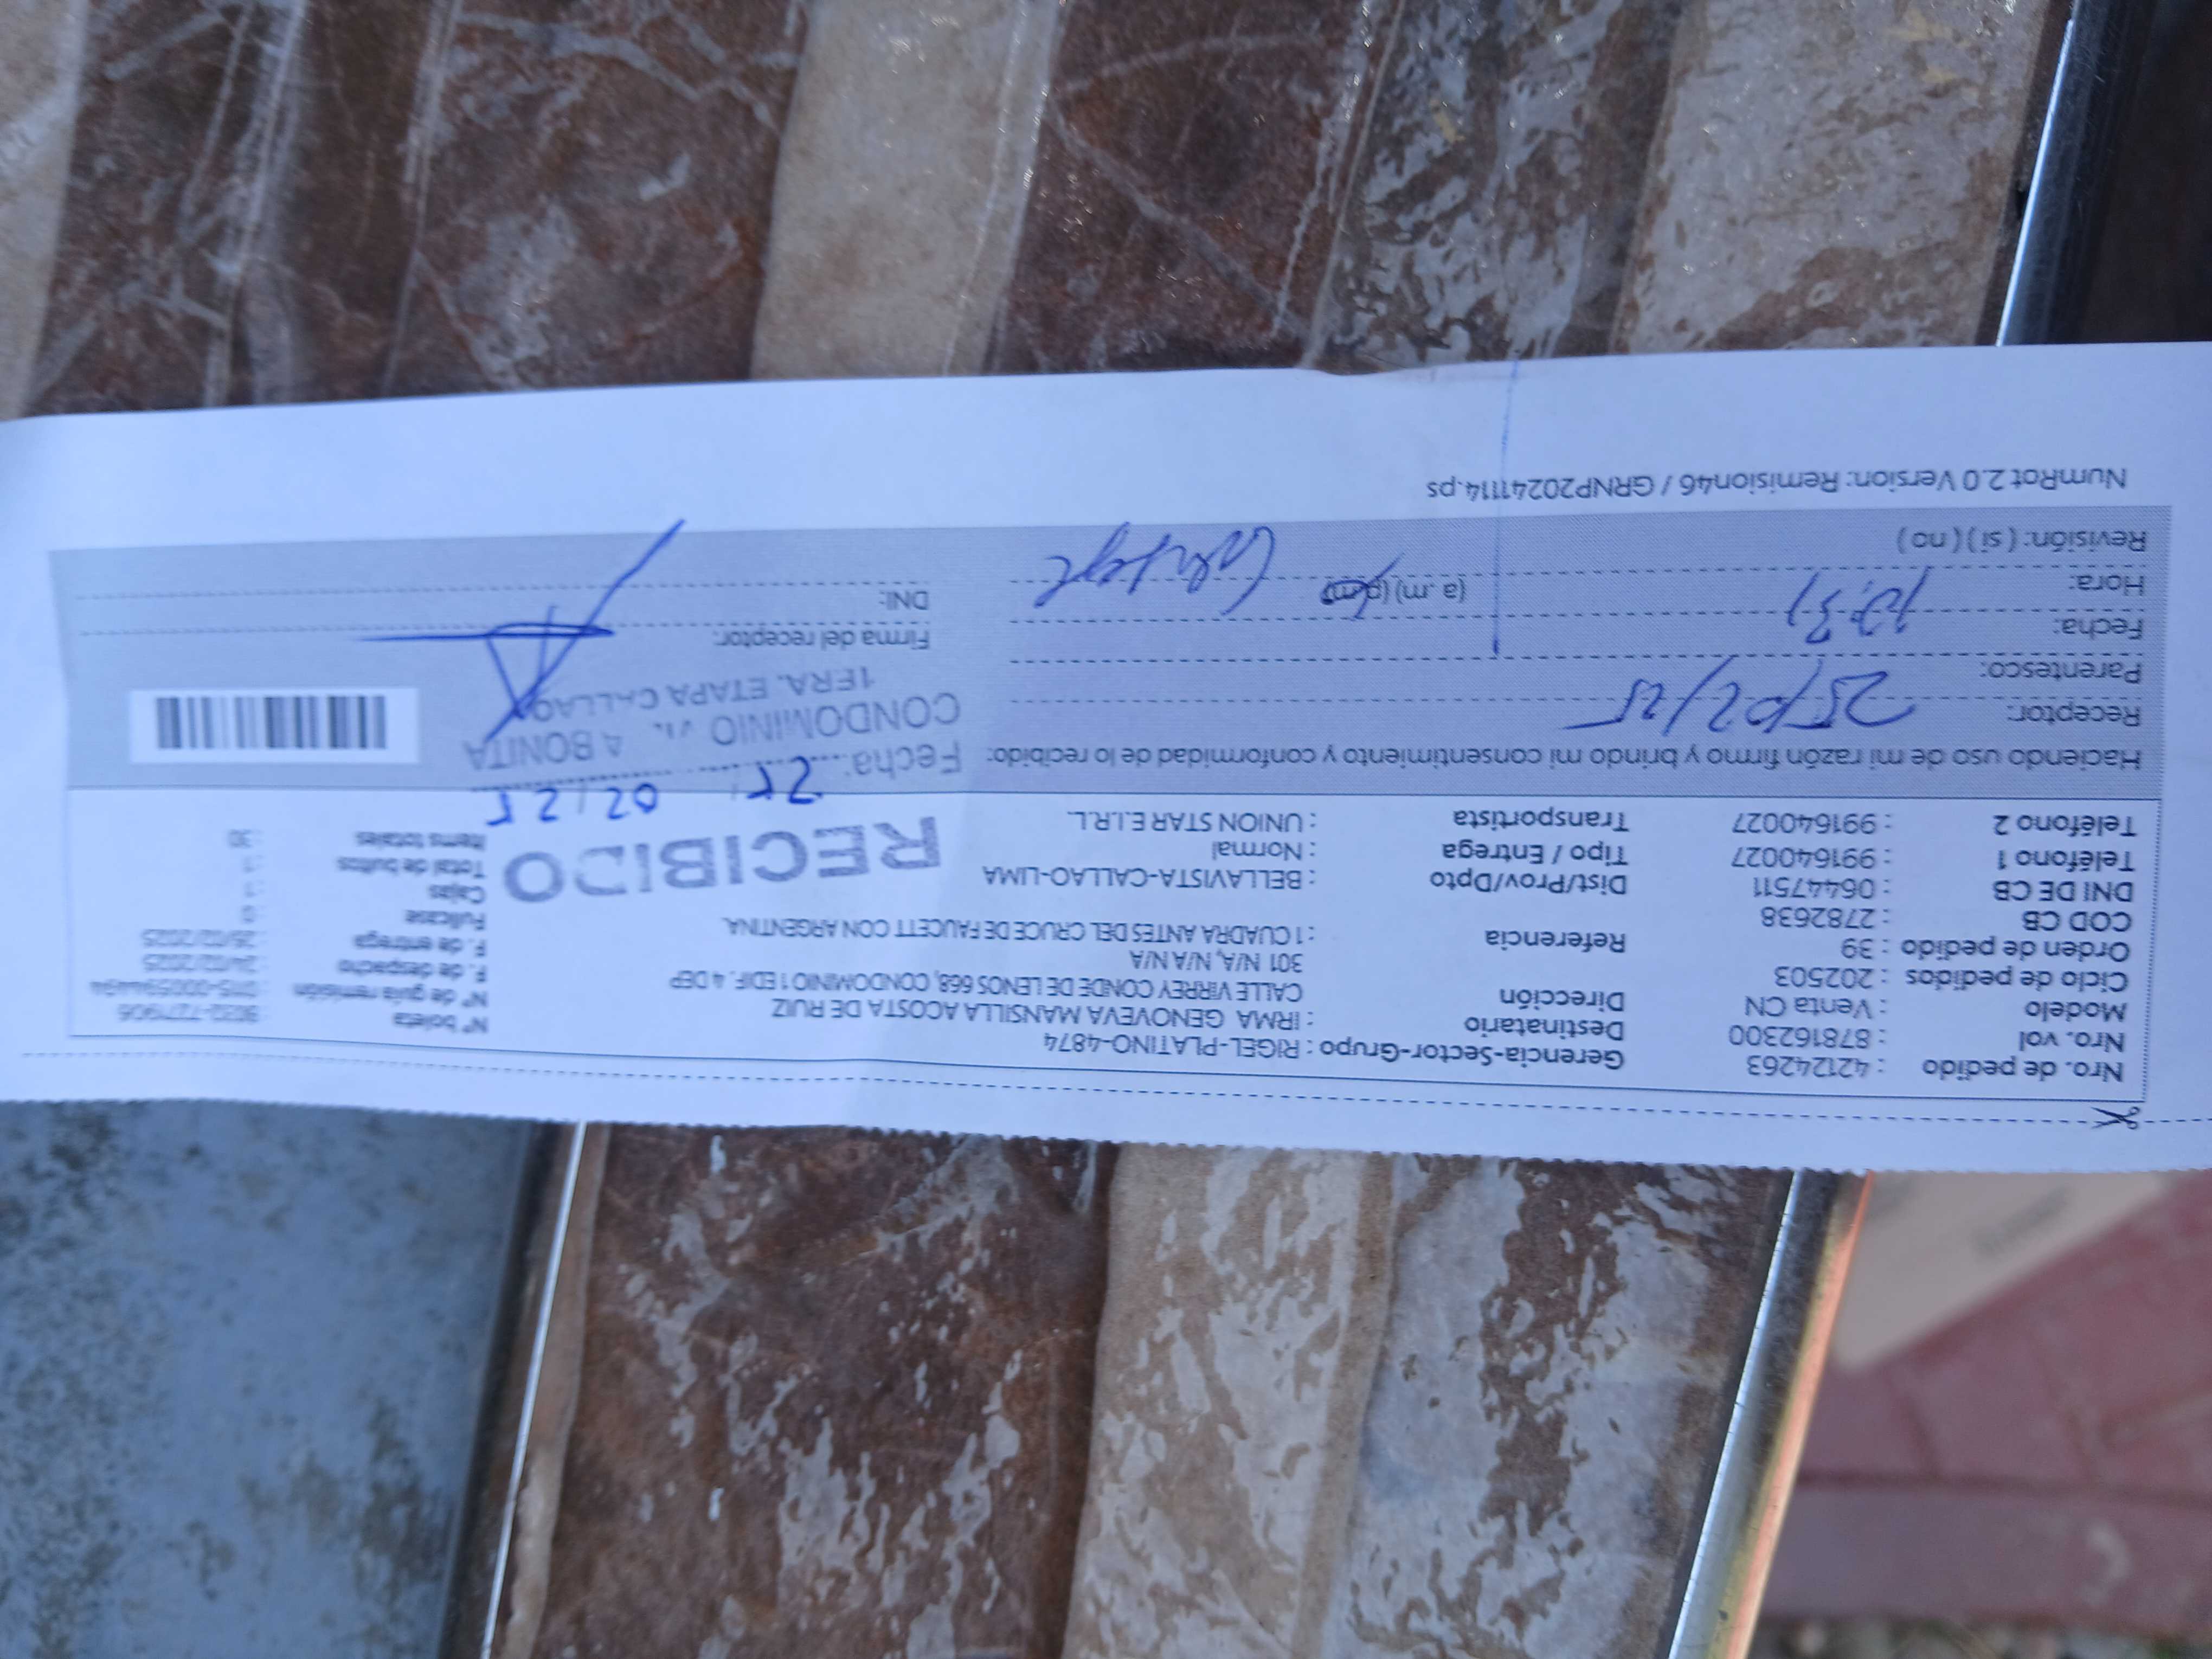 Nro. de pedido : 42124263
Nro. vol : 878162300
Modelo : Venta CN
Ciclo de pedidos : 202503
Orden de pedido : 39
COD CB : 2782638
DNI DE CB : 06447511
Teléfono 1 : 991640027
Teléfono 2 : 991640027
Gerencia-Sector-Grupo : RIGEL-PLATINO-4874
Destinatario : IRMA GENOVEVA MANSILLA ACOSTA DE RUIZ
Dirección CALLE VIRREY CONDE DE LENOS 668, CONDOMINIO 1 EDIF. 4 DEP
301 N/A, N/A N/A
Referencia : 1 CUADRA ANTES DEL CRUCE DE FAUCETT CON ARGENTINA.
Dist/Prov/Dpto : BELLAVISTA-CALLAO-LIMA
Tipo / Entrega : Normal
Transportista : UNION STAR E.I.R.L.
N° boleta
N° de guía remisión
F. de despacho : 24/02/2025
F. de entrega : 25/02/2025
Fullcase : 0
Cajas : 1
Total de bultos : 1
Items totales : 30
RECIBIDO
25 02 25
Fecha:
CONDOMINIO A BONITA
1ERA. ETAPA CALLAO
Haciendo uso de mi razón firmo y brindo mi consentimiento y conformidad de lo recibido:
Receptor:
25/02/25
Parentesco:
Fecha:
Hora: (a .m) (p.m)
Revisión: ( si ) ( no )
Firma del receptor:
DNI:
NumRot 2.0 Version: Remision46 / GRNP20241114.ps